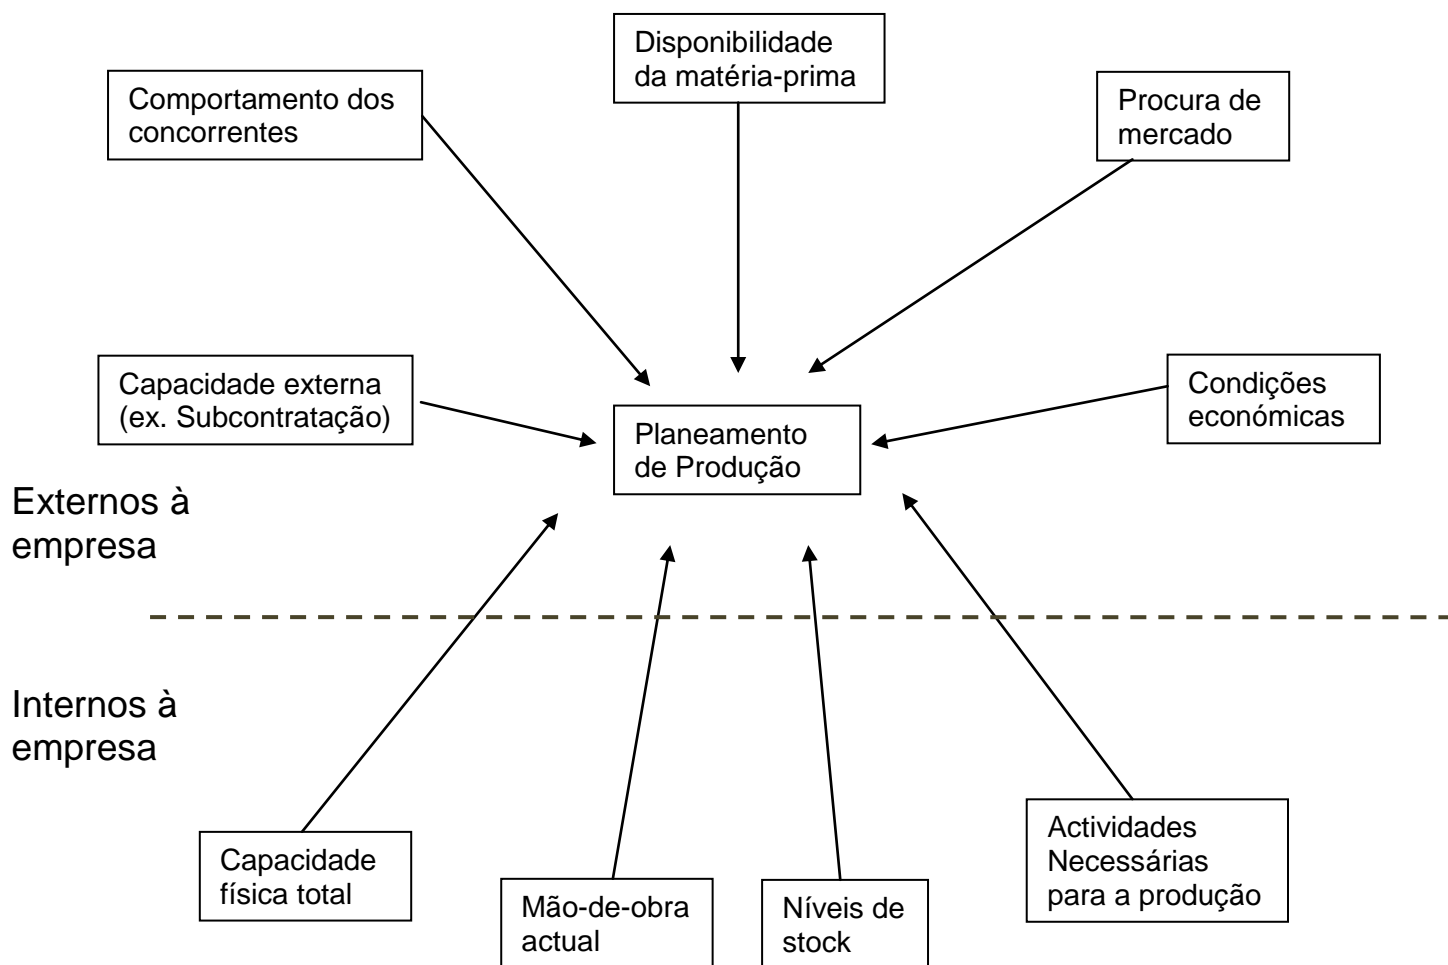 Disponibilidade
da matéria-prima
Comportamento dos
concorrentes
Procura de
mercado
Capacidade externa
(ex. Subcontratação)
Planeamento
de Produção
Condições
económicas
Externos à
empresa
Internos à
empresa
Capacidade
física total
Mão-de-obra
actual
Níveis de
stock
Actividades
Necessárias
para a produção